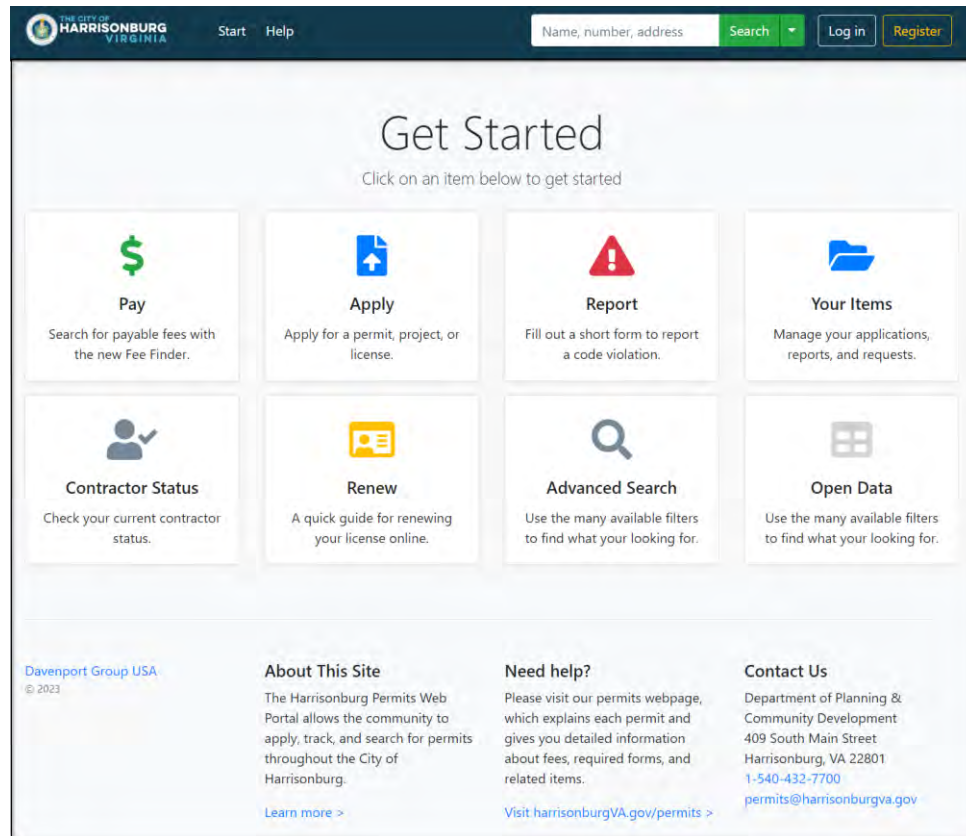 THE CITY OF
HARRISONBURG
VIRGINIA
Start Help
Name, number, address
Search
Log in
Register
Get Started
Click on an item below to get started
Pay
Search for payable fees with
the new Fee Finder.
Apply
Apply for a permit, project, or
license.
Report
Fill out a short form to report
a code violation.
Your Items
Manage your applications,
reports, and requests.
Contractor Status
Check your current contractor
status.
Renew
A quick guide for renewing
your license online.
Advanced Search
Use the many available filters
to find what your looking for.
Open Data
Use the many available filters
to find what your looking for.
Davenport Group USA
© 2023
About This Site
The Harrisonburg Permits Web
Portal allows the community to
apply, track, and search for permits
throughout the City of
Harrisonburg.
Learn more >
Need help?
Please visit our permits webpage,
which explains each permit and
gives you detailed information
about fees, required forms, and
related items.
Visit harrisonburgVA.gov/permits >
Contact Us
Department of Planning &
Community Development
409 South Main Street
Harrisonburg, VA 22801
1-540-432-7700
permits@harrisonburgva.gov